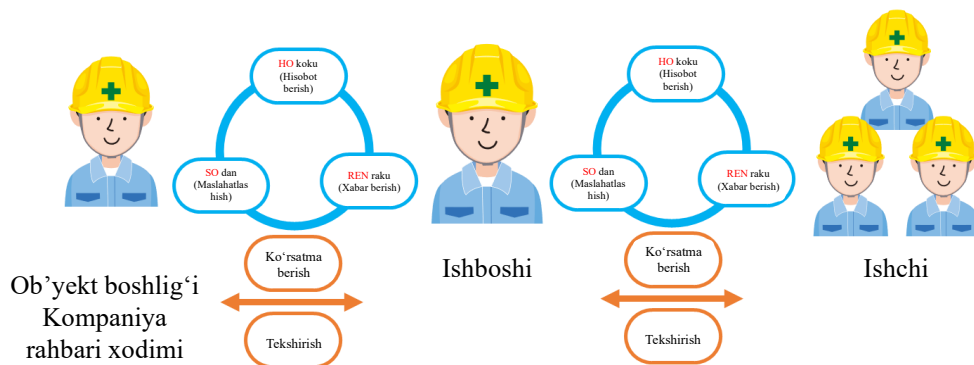 HO koku
(Hisobot
berish)
SO dan
(Maslahatlas
hish)
REN raku
(Xabar berish)
Ko‘rsatma
berish
Tekshirish
Ob’yekt boshlig‘i
Kompaniya
rahbari xodimi
Ishboshi
HO koku
(Hisobot
berish)
SO dan
(Maslahatlas
hish)
REN raku
(Xabar berish)
Ko‘rsatma
berish
Tekshirish
Ishchi